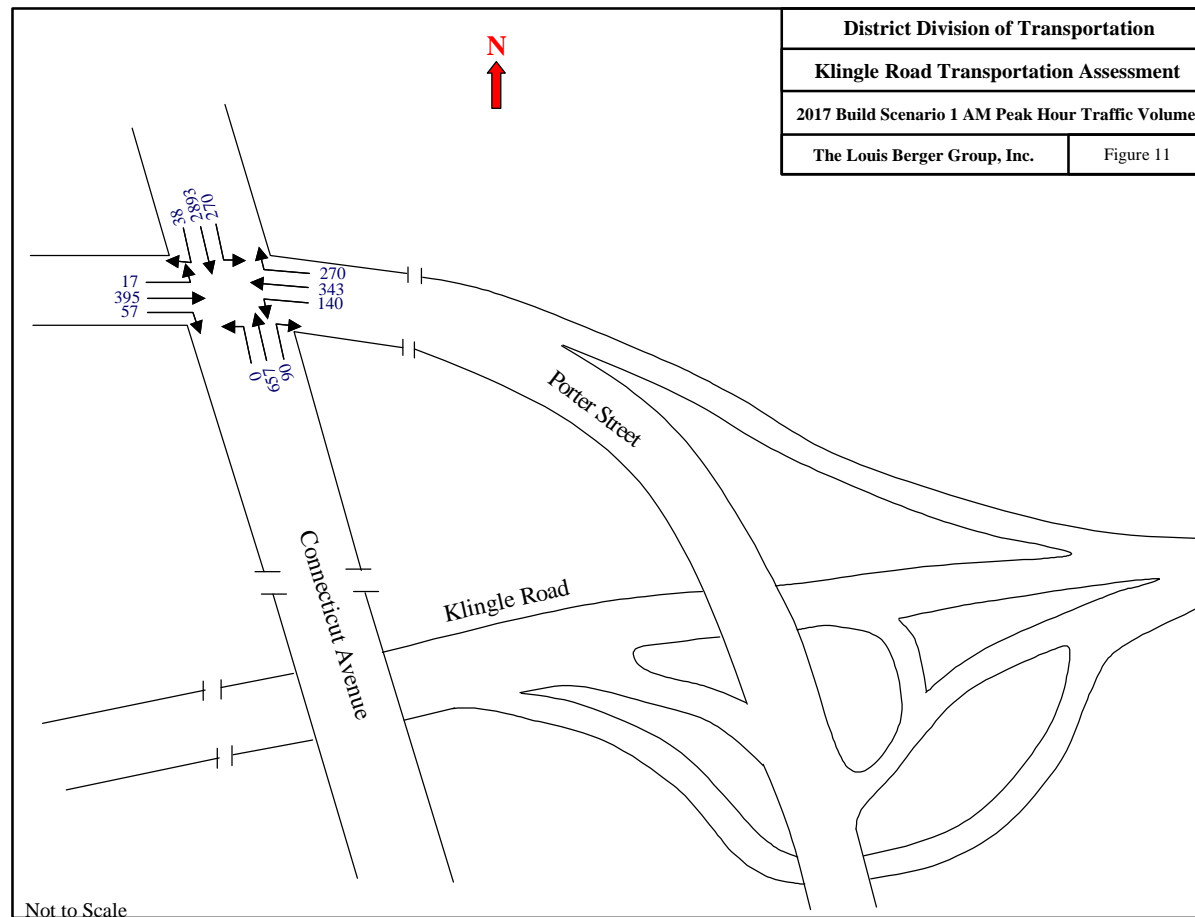 District Division of Transportation
Klingle Road Transportation Assessment
2017 Build Scenario 1 AM Peak Hour Traffic Volume
The Louis Berger Group, Inc.
Figure 11
N
38
2893
270
17
395
57
270
343
140
0
657
90
Porter Street
Connecticut Avenue
Klingle Road
Not to Scale